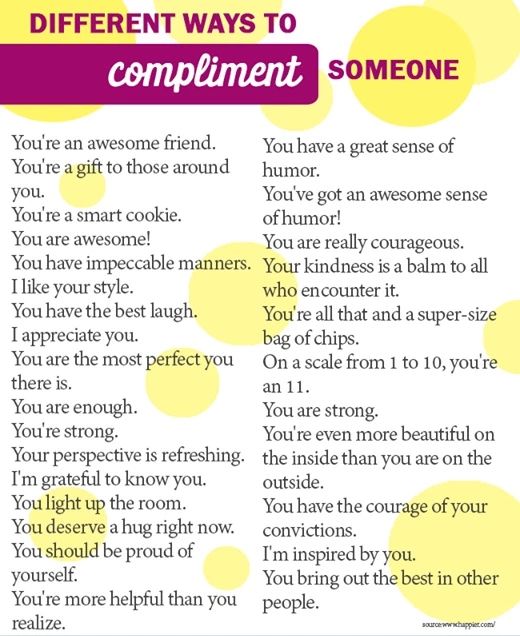 DIFFERENT WAYS TO
compliment SOMEONE
You're an awesome friend.
You're a gift to those around
you.
You're a smart cookie.
You are awesome!
You have impeccable manners.
I like your style.
You have the best laugh.
I appreciate you.
You are the most perfect you
there is.
You are enough.
You're strong.
Your perspective is refreshing.
I'm grateful to know you.
You light up the room.
You deserve a hug right now.
You should be proud of
yourself.
You're more helpful than you
realize.
You have a great sense of
humor.
You've got an awesome sense
of humor!
You are really courageous.
Your kindness is a balm to all
who encounter it.
You're all that and a super-size
bag of chips.
On a scale from 1 to 10, you're
an 11.
You are strong.
You're even more beautiful on
the inside than you are on the
outside.
You have the courage of your
convictions.
I'm inspired by you.
You bring out the best in other
people.
source:www.happier.com/